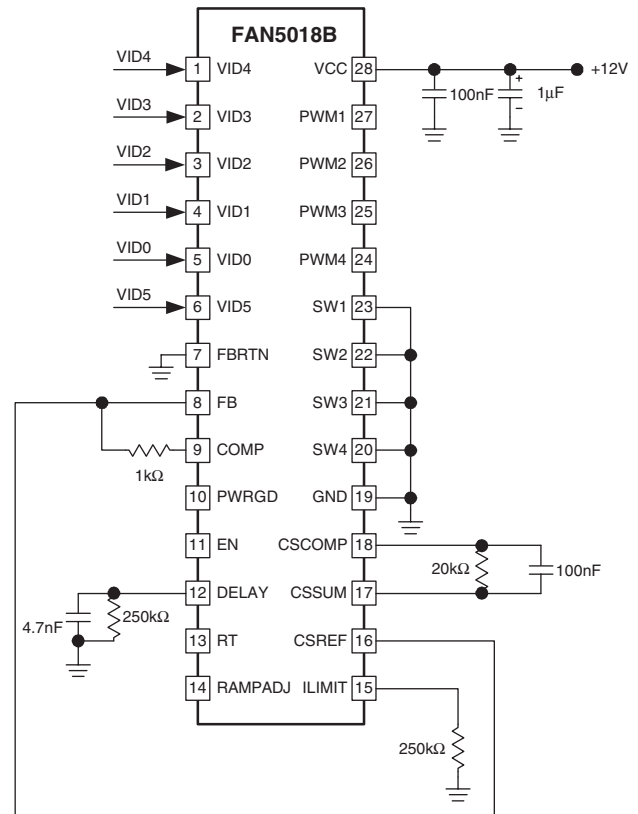 FAN5018B
VID4
1
VID4
VCC
28
+12V
100nF
+
1μF
–
VID3
2
VID3
PWM1
27
VID2
3
VID2
PWM2
26
VID1
4
VID1
PWM3
25
VID0
5
VID0
PWM4
24
VID5
6
VID5
SW1
23
7
FBRTN
SW2
22
8
FB
SW3
21
9
COMP
SW4
20
1kΩ
10
PWRGD
GND
19
11
EN
CSCOMP
18
20kΩ
100nF
12
DELAY
CSSUM
17
4.7nF
250kΩ
13
RT
CSREF
16
14
RAMPADJ
ILIMIT
15
250kΩ